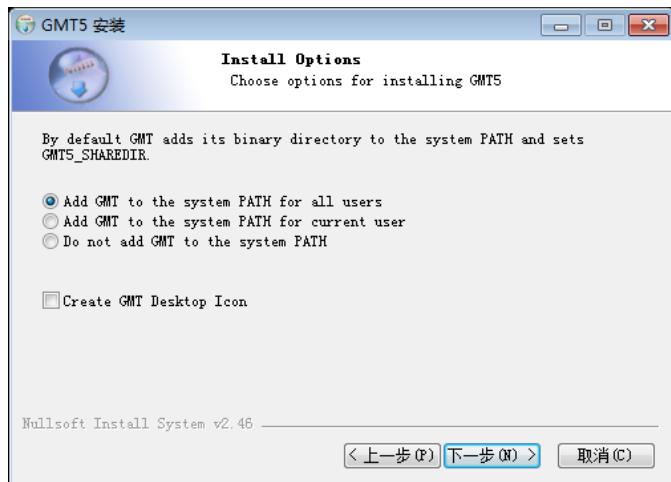 GMT5 安装
Install Options
Choose options for installing GMT5
By default GMT adds its binary directory to the system PATH and sets
GMT5_SHAREDIR.
Add GMT to the system PATH for all users
Add GMT to the system PATH for current user
Do not add GMT to the system PATH
Create GMT Desktop Icon
Nullsoft Install System v2.46
< 上一步(P) 下一步(N) > 取消(C)